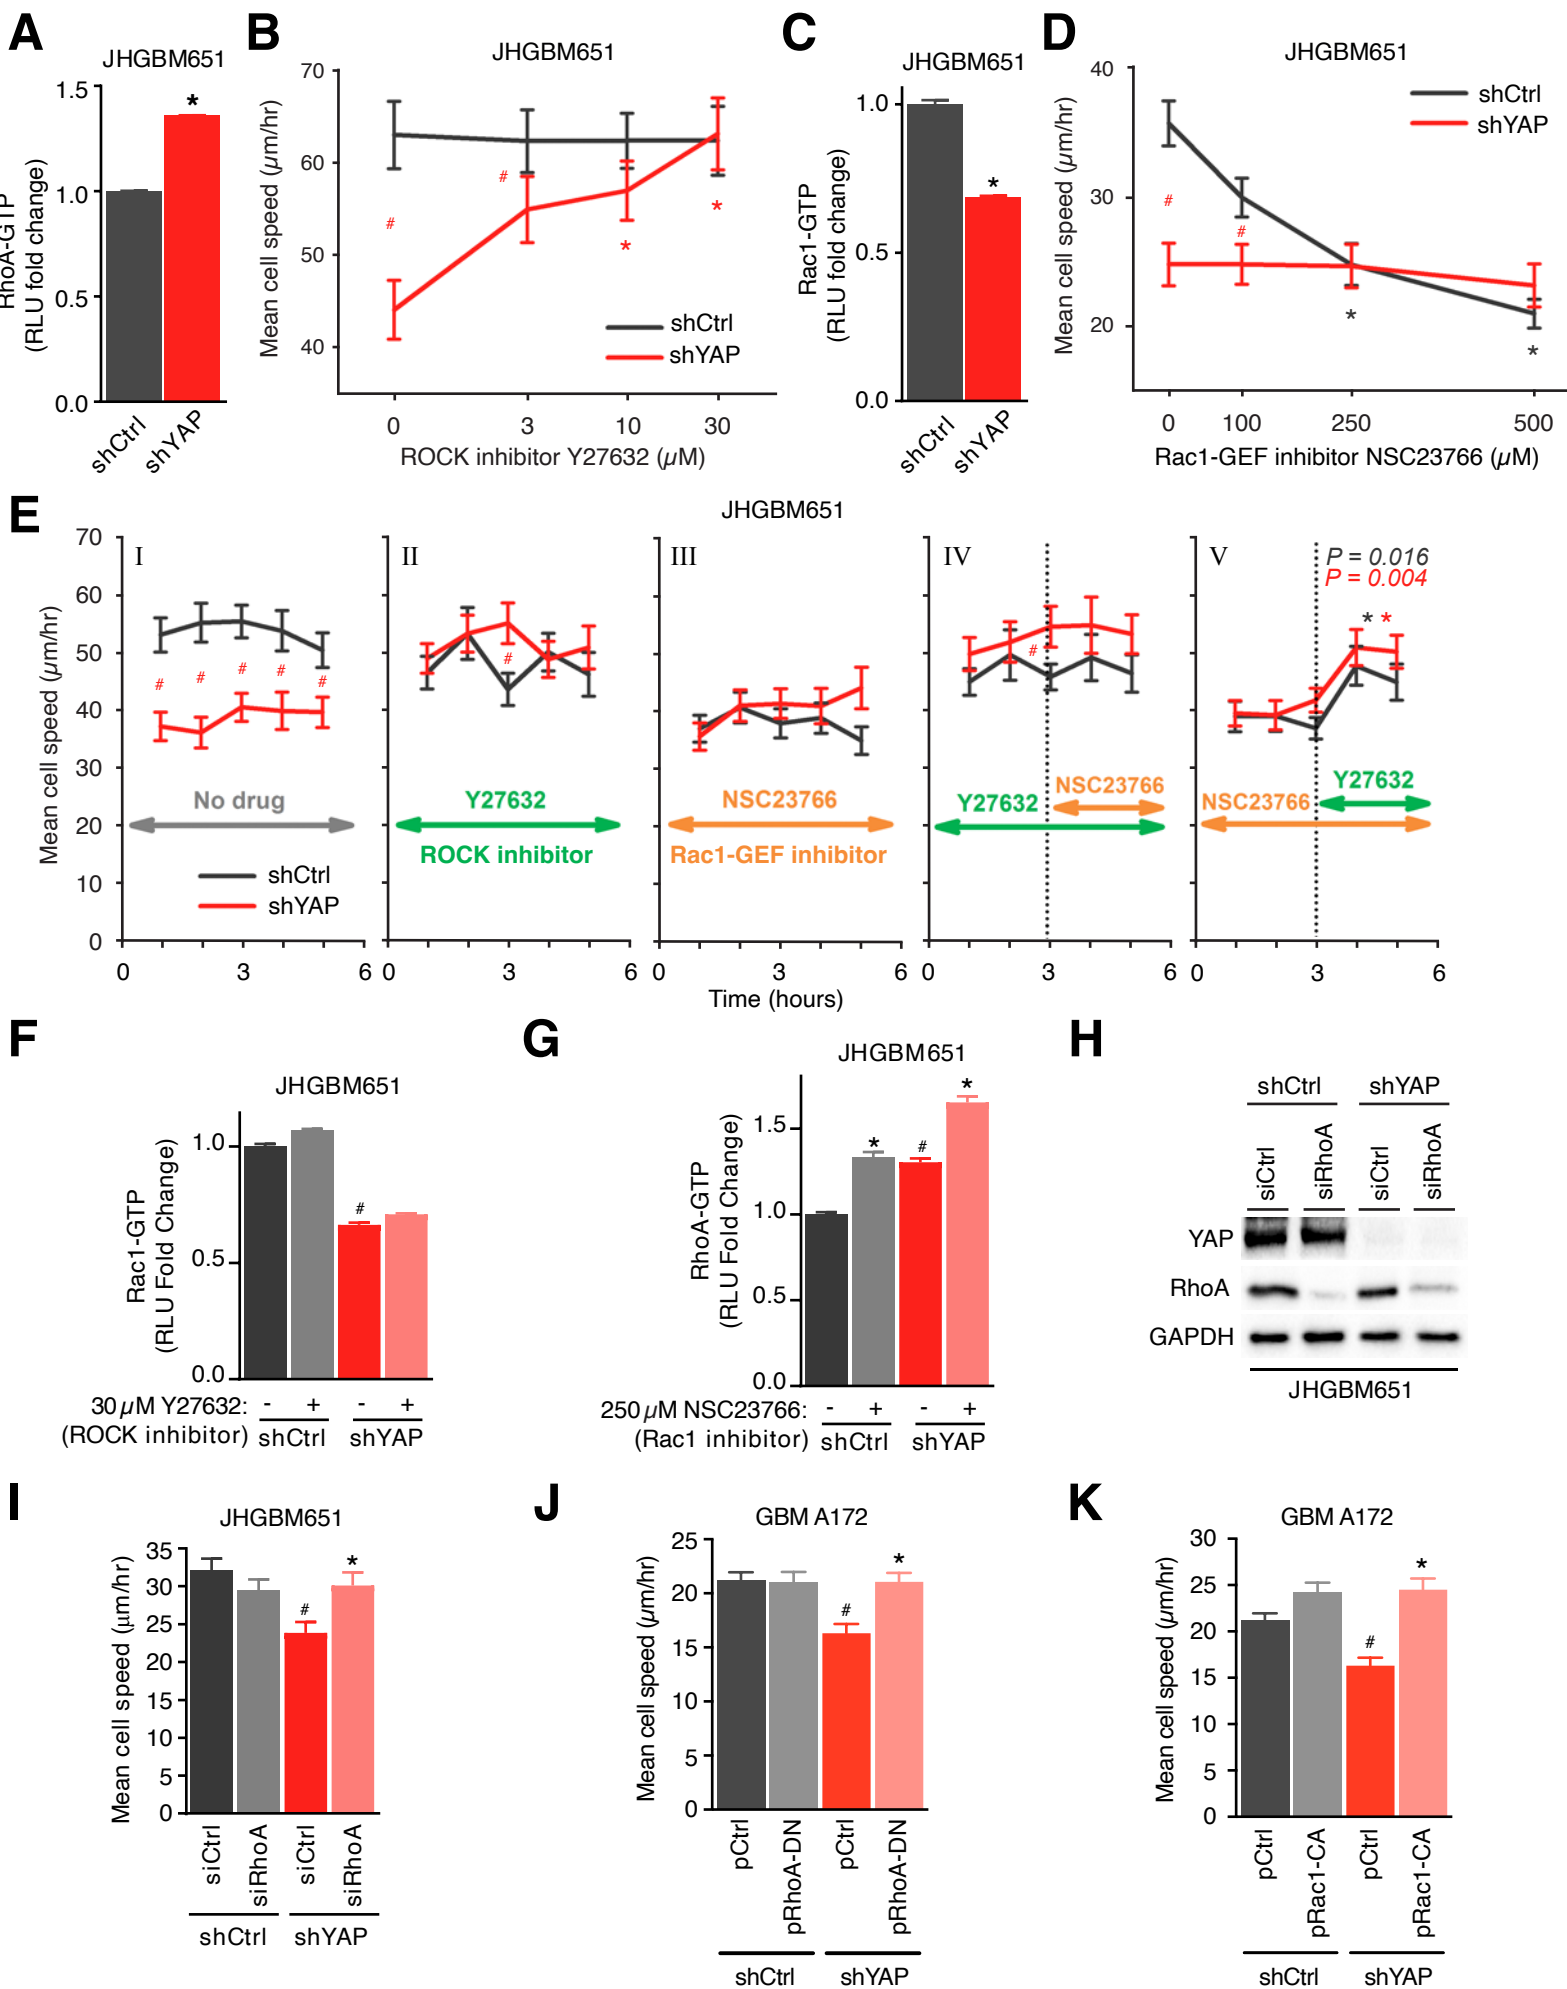 A
JHGBM651
1.5
1.0
0.5
0.0
RhoA-GTP
(RLU fold change)
*
shCtrl
shYAP
B
JHGBM651
70
60
50
40
Mean cell speed (µm/hr)
#
#
*
*
shCtrl
shYAP
0 3 10 30
ROCK inhibitor Y27632 (µM)
C
JHGBM651
1.0
0.5
0.0
Rac1-GTP
(RLU fold change)
*
shCtrl
shYAP
D
JHGBM651
40
30
20
Mean cell speed (µm/hr)
shCtrl
shYAP
#
#
*
*
0 100 250 500
Rac1-GEF inhibitor NSC23766 (µM)
E
JHGBM651
70
60
50
40
30
20
10
0
Mean cell speed (µm/hr)
I
# # # # #
No drug
shCtrl
shYAP
0 3 6
II
#
Y27632
ROCK inhibitor
0 3 6
III
NSC23766
Rac1-GEF inhibitor
0 3 6
IV
#
NSC23766
Y27632
0 3 6
V
P = 0.016
P = 0.004
* *
Y27632
NSC23766
0 3 6
Time (hours)
F
JHGBM651
1.0
0.5
0.0
Rac1-GTP
(RLU Fold Change)
#
30 µM Y27632: - + - +
(ROCK inhibitor) shCtrl shYAP
G
JHGBM651
1.5
1.0
0.5
0.0
RhoA-GTP
(RLU Fold Change)
* # *
250 µM NSC23766: - + - +
(Rac1 inhibitor) shCtrl shYAP
H
shCtrl shYAP
siCtrl siRhoA siCtrl siRhoA
YAP
RhoA
GAPDH
JHGBM651
I
JHGBM651
35
30
25
20
15
10
5
0
Mean cell speed (µm/hr)
# *
siCtrl siRhoA siCtrl siRhoA
shCtrl shYAP
J
GBM A172
25
20
15
10
5
0
Mean cell speed (µm/hr)
# *
pCtrl pRhoA-DN pCtrl pRhoA-DN
shCtrl shYAP
K
GBM A172
30
25
20
15
10
5
0
Mean cell speed (µm/hr)
# *
pCtrl pRac1-CA pCtrl pRac1-CA
shCtrl shYAP